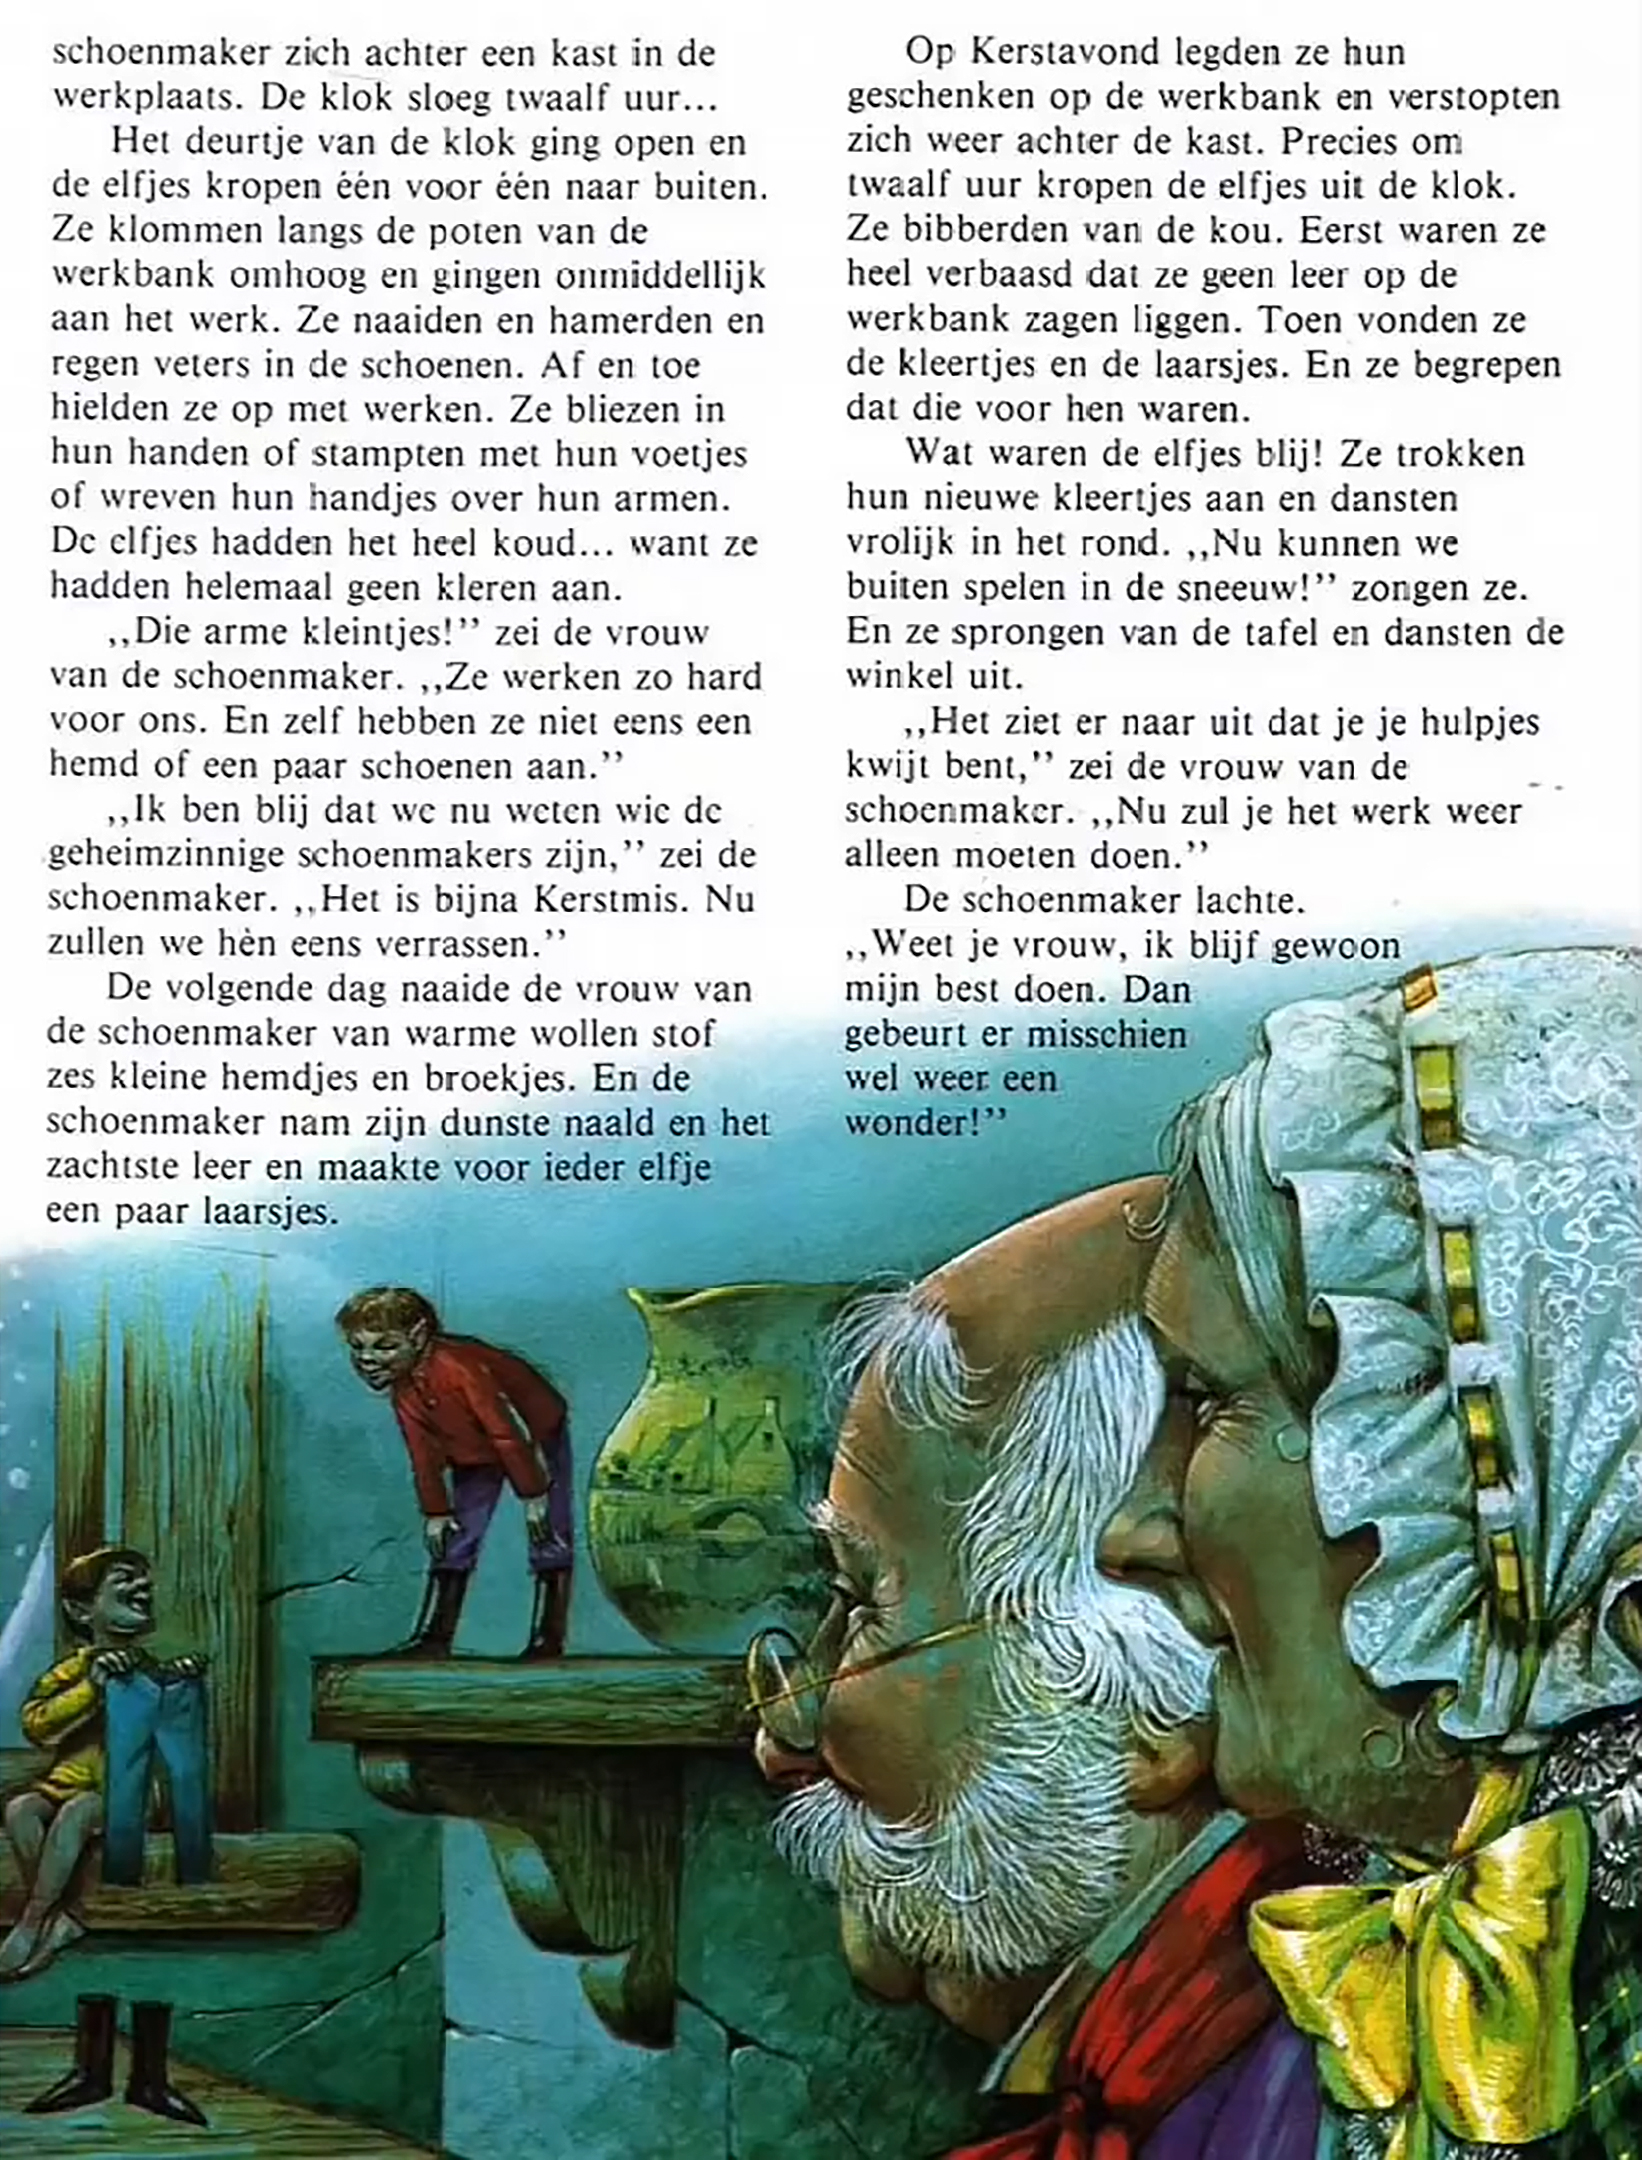 schoenmaker zich achter een kast in de
werkplaats. De klok sloeg twaalf uur...
Het deurtje van de klok ging open en
de elfjes kropen één voor één naar buiten.
Ze klommen langs de poten van de
werkbank omhoog en gingen onmiddellijk
aan het werk. Ze naaiden en hamerden en
regen veters in de schoenen. Af en toe
hielden ze op met werken. Ze bliezen in
hun handen of stampten met hun voetjes
of wreven hun handjes over hun armen.
De elfjes hadden het heel koud... want ze
hadden helemaal geen kleren aan.
,,Die arme kleintjes!’’ zei de vrouw
van de schoenmaker. ,,Ze werken zo hard
voor ons. En zelf hebben ze niet eens een
hemd of een paar schoenen aan.’’
,,Ik ben blij dat we nu weten wie de
geheimzinnige schoenmakers zijn,’’ zei de
schoenmaker. ,,Het is bijna Kerstmis. Nu
zullen we hèn eens verrassen.’’
De volgende dag naaide de vrouw van
de schoenmaker van warme wollen stof
zes kleine hemdjes en broekjes. En de
schoenmaker nam zijn dunste naald en het
zachtste leer en maakte voor ieder elfje
een paar laarsjes.
Op Kerstavond legden ze hun
geschenken op de werkbank en verstopten
zich weer achter de kast. Precies om
twaalf uur kropen de elfjes uit de klok.
Ze bibberden van de kou. Eerst waren ze
heel verbaasd dat ze geen leer op de
werkbank zagen liggen. Toen vonden ze
de kleertjes en de laarsjes. En ze begrepen
dat die voor hen waren.
Wat waren de elfjes blij! Ze trokken
hun nieuwe kleertjes aan en dansten
vrolijk in het rond. ,,Nu kunnen we
buiten spelen in de sneeuw!’’ zongen ze.
En ze sprongen van de tafel en dansten de
winkel uit.
,,Het ziet er naar uit dat je je hulpjes
kwijt bent,’’ zei de vrouw van de
schoenmaker. ,,Nu zul je het werk weer
alleen moeten doen.’’
De schoenmaker lachte.
,,Weet je vrouw, ik blijf gewoon
mijn best doen. Dan
gebeurt er misschien
wel weer een
wonder!’’